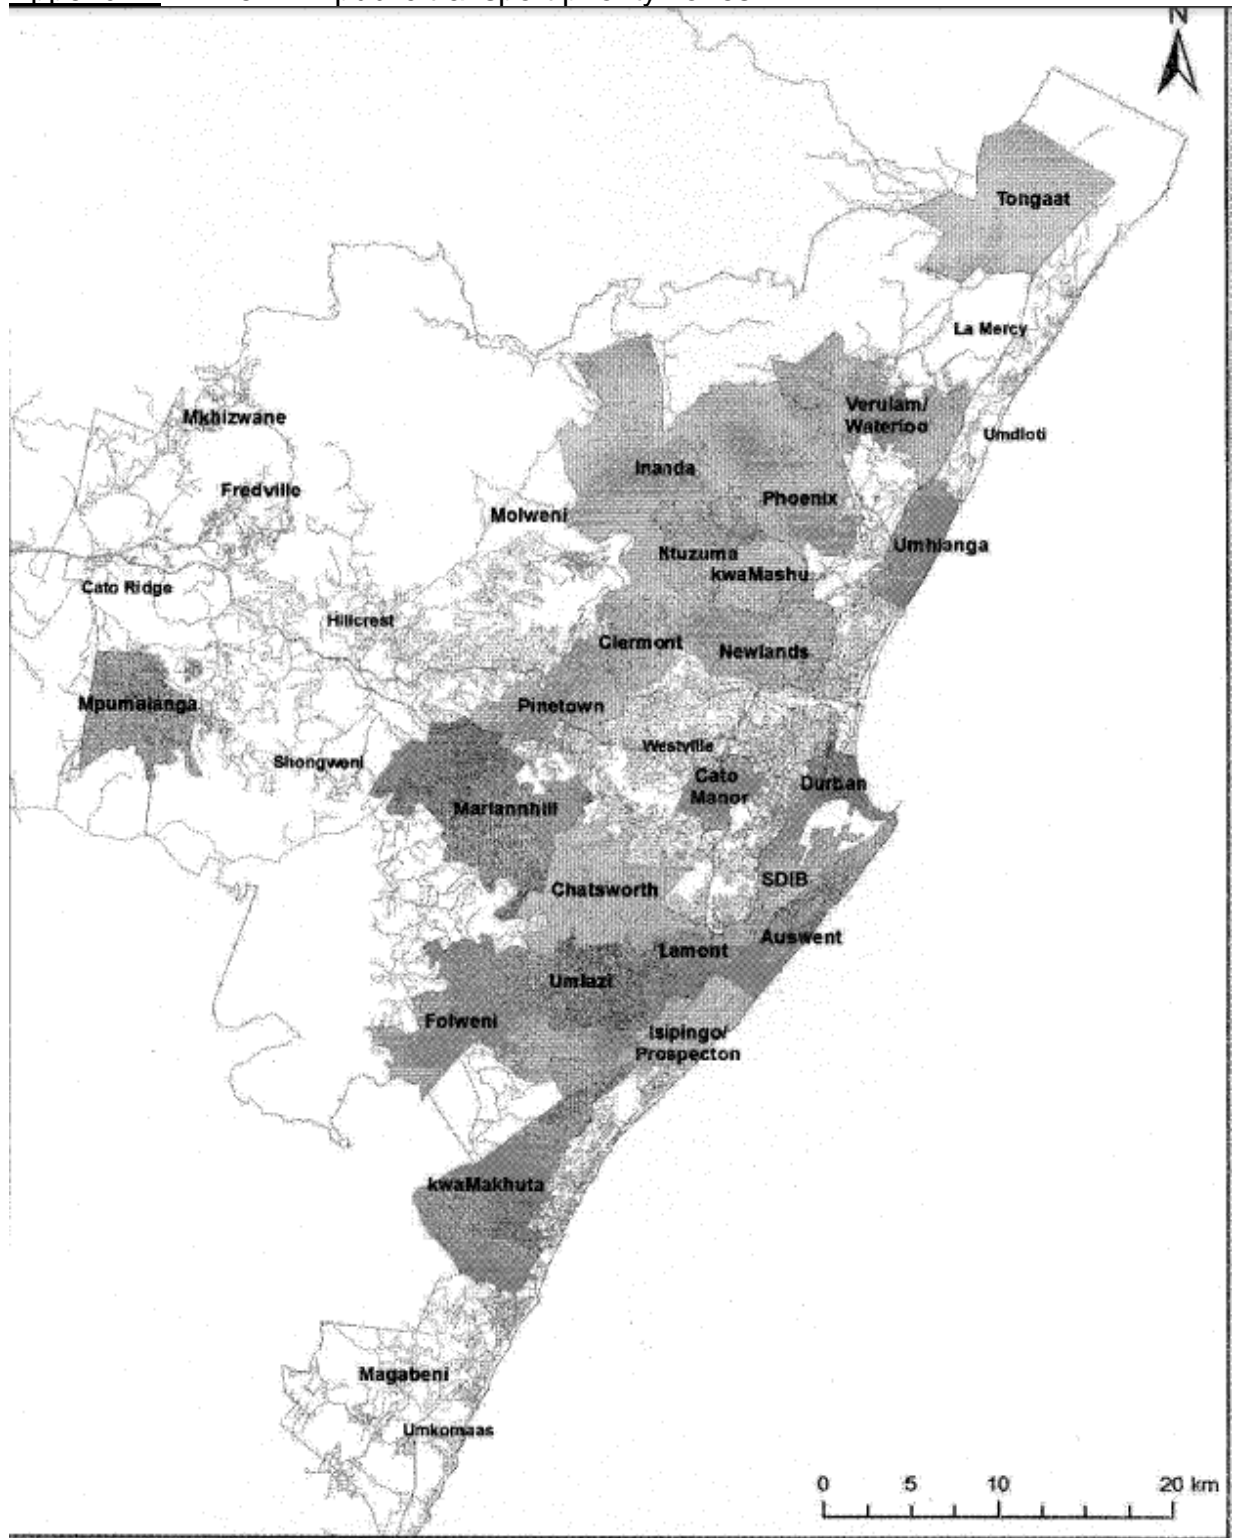 N
Tongaat
La Mercy
Verulam/
Waterloo
Umdloti
Mkhizwane
Inanda
Fredville
Phoenix
Molweni
Umhlanga
Ntuzuma
kwaMashu
Cato Ridge
Hillcrest
Clermont
Newlands
Mpumalanga
Pinetown
Westville
Shongweni
Cato
Manor
Durban
Mariannhill
Chatsworth
SDIB
Auswent
Lamont
Umlazi
Folweni
Isipingo/
Prospecton
kwaMakhuta
Magabeni
Umkomaas
0 5 10 20 km